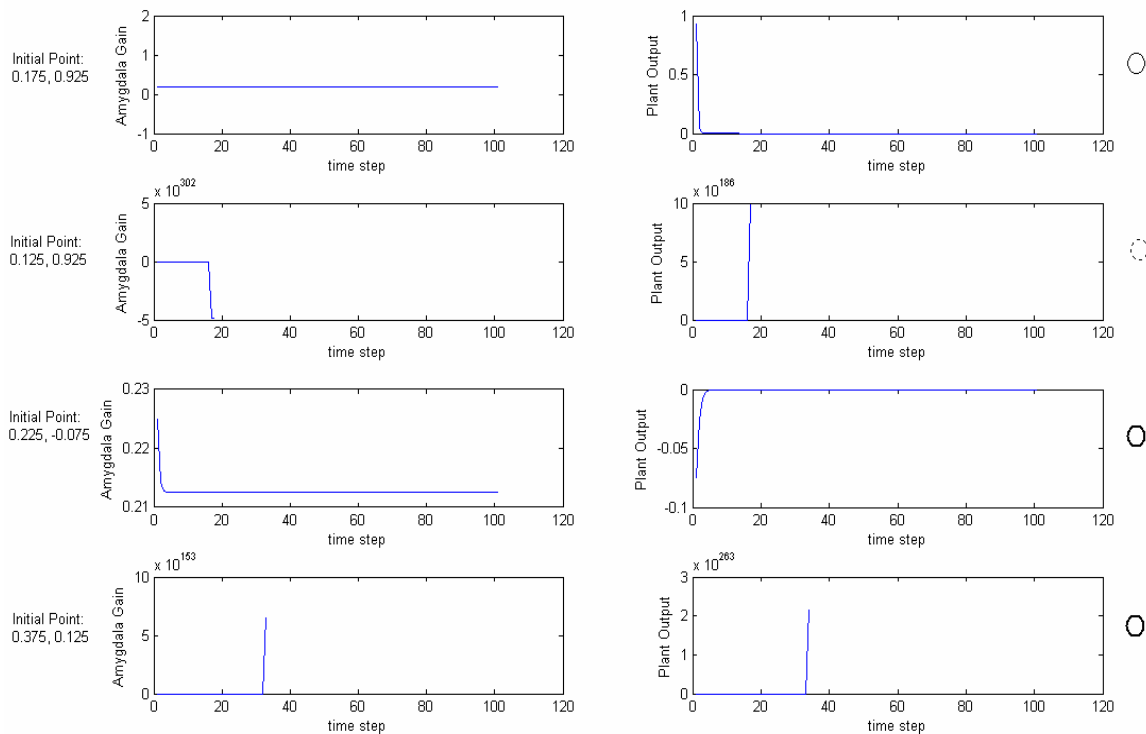 Initial Point:
0.175, 0.925
Amygdala Gain
2
1
0
-1
0 20 40 60 80 100 120
time step
Plant Output
1
0.5
0
0 20 40 60 80 100 120
time step
Initial Point:
0.125, 0.925
Amygdala Gain
x 10^302
5
0
-5
0 20 40 60 80 100 120
time step
Plant Output
x 10^186
10
5
0
0 20 40 60 80 100 120
time step
Initial Point:
0.225, -0.075
Amygdala Gain
0.23
0.22
0.21
0 20 40 60 80 100 120
time step
Plant Output
0
-0.05
-0.1
0 20 40 60 80 100 120
time step
Initial Point:
0.375, 0.125
Amygdala Gain
x 10^153
10
5
0
0 20 40 60 80 100 120
time step
Plant Output
x 10^263
3
2
1
0
0 20 40 60 80 100 120
time step